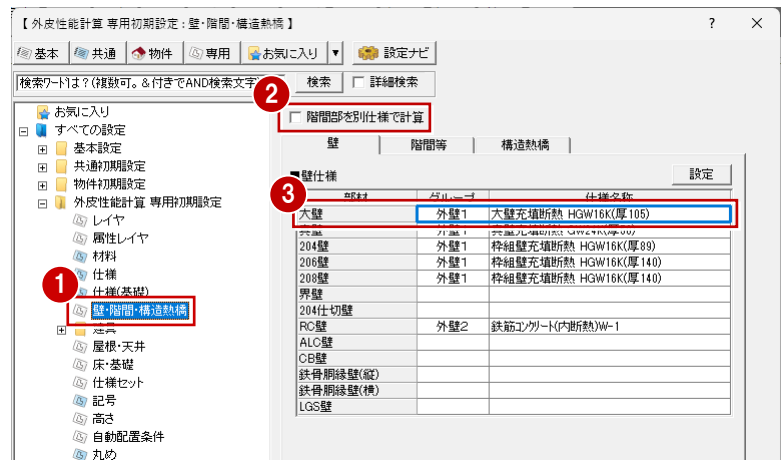 【 外皮性能計算 専用初期設定 : 壁・階間・構造熱橋 】 ? ×
基本 共通 物件 専用 お気に入り ▼ 設定ナビ
検索ワードは?(複数可。&付きでAND検索文字 検索 詳細検索
2
お気に入り
すべての設定
基本設定
共通初期設定
物件初期設定
外皮性能計算 専用初期設定
レイヤ
属性レイヤ
材料
仕様
仕様(基礎)
1
壁・階間・構造熱橋
建具
屋根・天井
床・基礎
仕様セット
記号
高さ
自動配置条件
丸め
階間部を別仕様で計算
壁 階間等 構造熱橋
■壁仕様 設定
3
部材 グループ 仕様名称
大壁 外壁1 大壁充填断熱 HGW16K(厚105)
真壁 外壁1
204壁 外壁1 枠組壁充填断熱 HGW16K(厚89)
206壁 外壁1 枠組壁充填断熱 HGW16K(厚140)
208壁 外壁1 枠組壁充填断熱 HGW16K(厚140)
界壁
204仕切壁
RC壁 外壁2 鉄筋コンクリート(内断熱)W-1
ALC壁
CB壁
鉄骨胴縁壁(縦)
鉄骨胴縁壁(横)
LGS壁